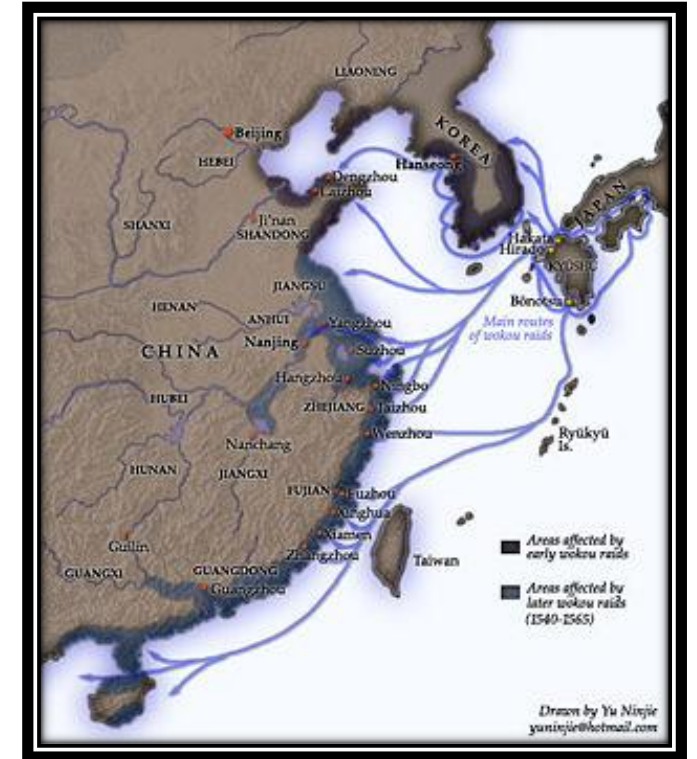 LIAONING
KOREA
Beijing
HEBEI
Hanseong
Dengzhou
Laizhou
JAPAN
SHANXI
Ji'nan
SHANDONG
Hakata
Hirado
KYŪSHŪ
JIANGSU
Bōnotsu
HENAN
ANHUI
Yangzhou
Main routes
of wokou raids
Nanjing
CHINA
Suzhou
Hangzhou
Ningbo
HUBEI
ZHEJIANG
Taizhou
Wenzhou
Nanchang
Ryūkyū
Is.
HUNAN
JIANGXI
FUJIAN
Fuzhou
Xinghua
Xiamen
Guilin
Zhangzhou
Taiwan
GUANGXI
GUANGDONG
Guangzhou
Areas affected by
early wokou raids
Areas affected by
later wokou raids
(1540-1565)
Drawn by Yu Ninjie
yuninjie@hotmail.com